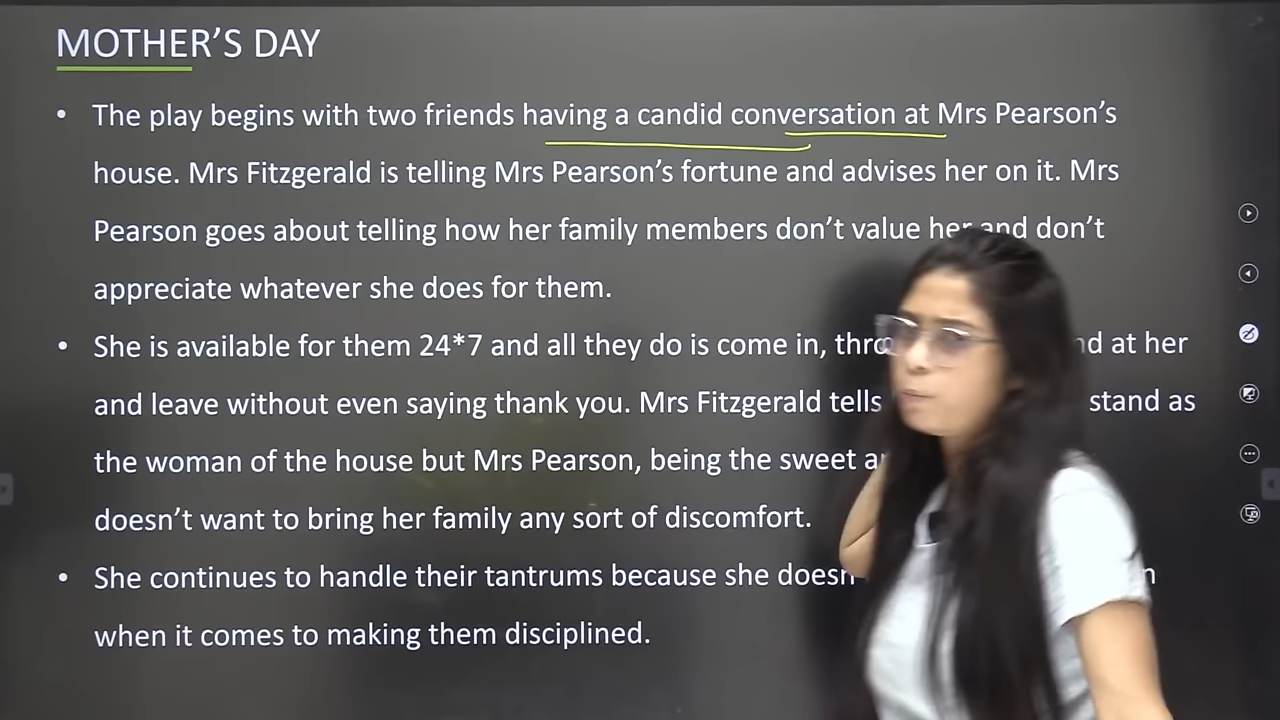 MOTHER'S DAY
• The play begins with two friends having a candid conversation at Mrs Pearson's
house. Mrs Fitzgerald is telling Mrs Pearson's fortune and advises her on it. Mrs
Pearson goes about telling how her family members don't value her and don't
appreciate whatever she does for them.
• She is available for them 24*7 and all they do is come in, at her
and leave without even saying thank you. Mrs Fitzgerald tells stand as
the woman of the house but Mrs Pearson, being the sweet
doesn't want to bring her family any sort of discomfort.
• She continues to handle their tantrums because she
when it comes to making them disciplined.